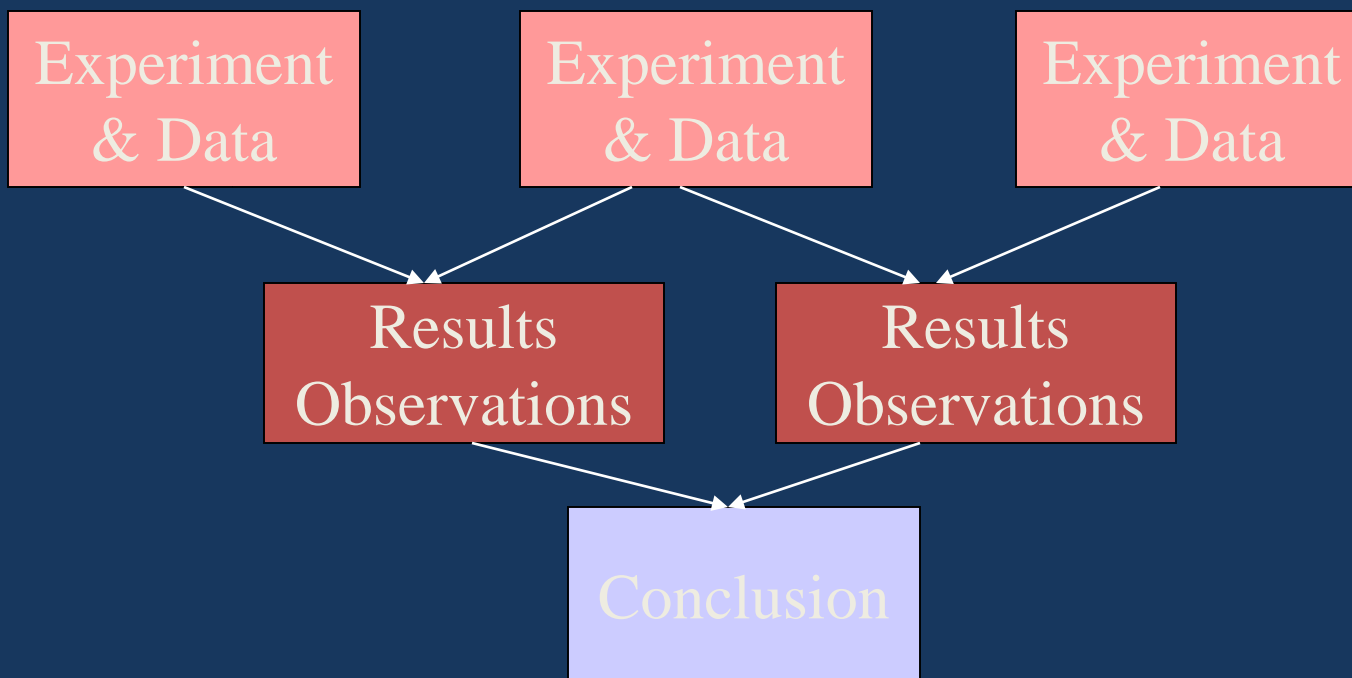 Experiment
& Data
Experiment
& Data
Experiment
& Data
Results
Observations
Results
Observations
Conclusion